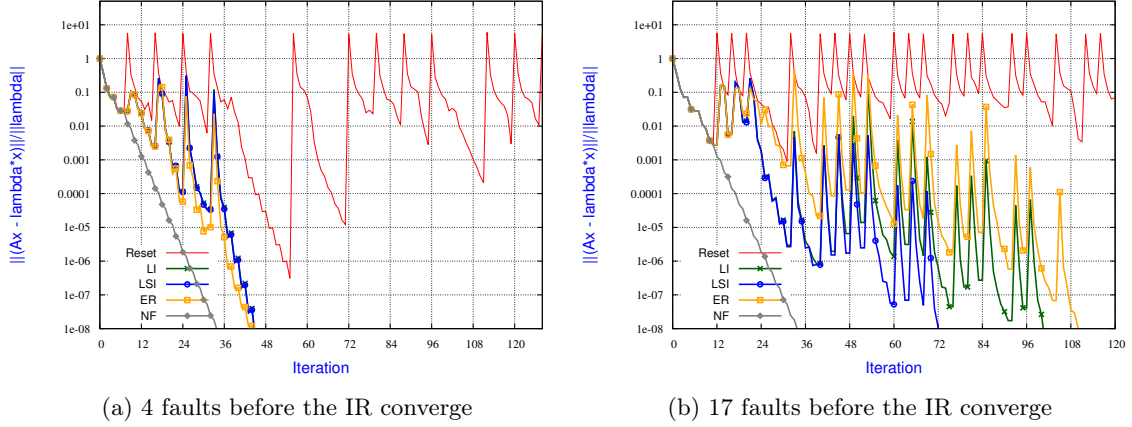 1e+01
1
0.1
0.01
0.001
0.0001
1e-05
1e-06
1e-07
1e-08
||(Ax - lambda*x)||/||lambda||
Reset
LI
LSI
ER
NF
0 12 24 36 48 60 72 84 96 108 120
Iteration
(a) 4 faults before the IR converge
1e+01
1
0.1
0.01
0.001
0.0001
1e-05
1e-06
1e-07
1e-08
||(Ax - lambda*x)||/||lambda||
Reset
LI
LSI
ER
NF
0 12 24 36 48 60 72 84 96 108 120
Iteration
(b) 17 faults before the IR converge